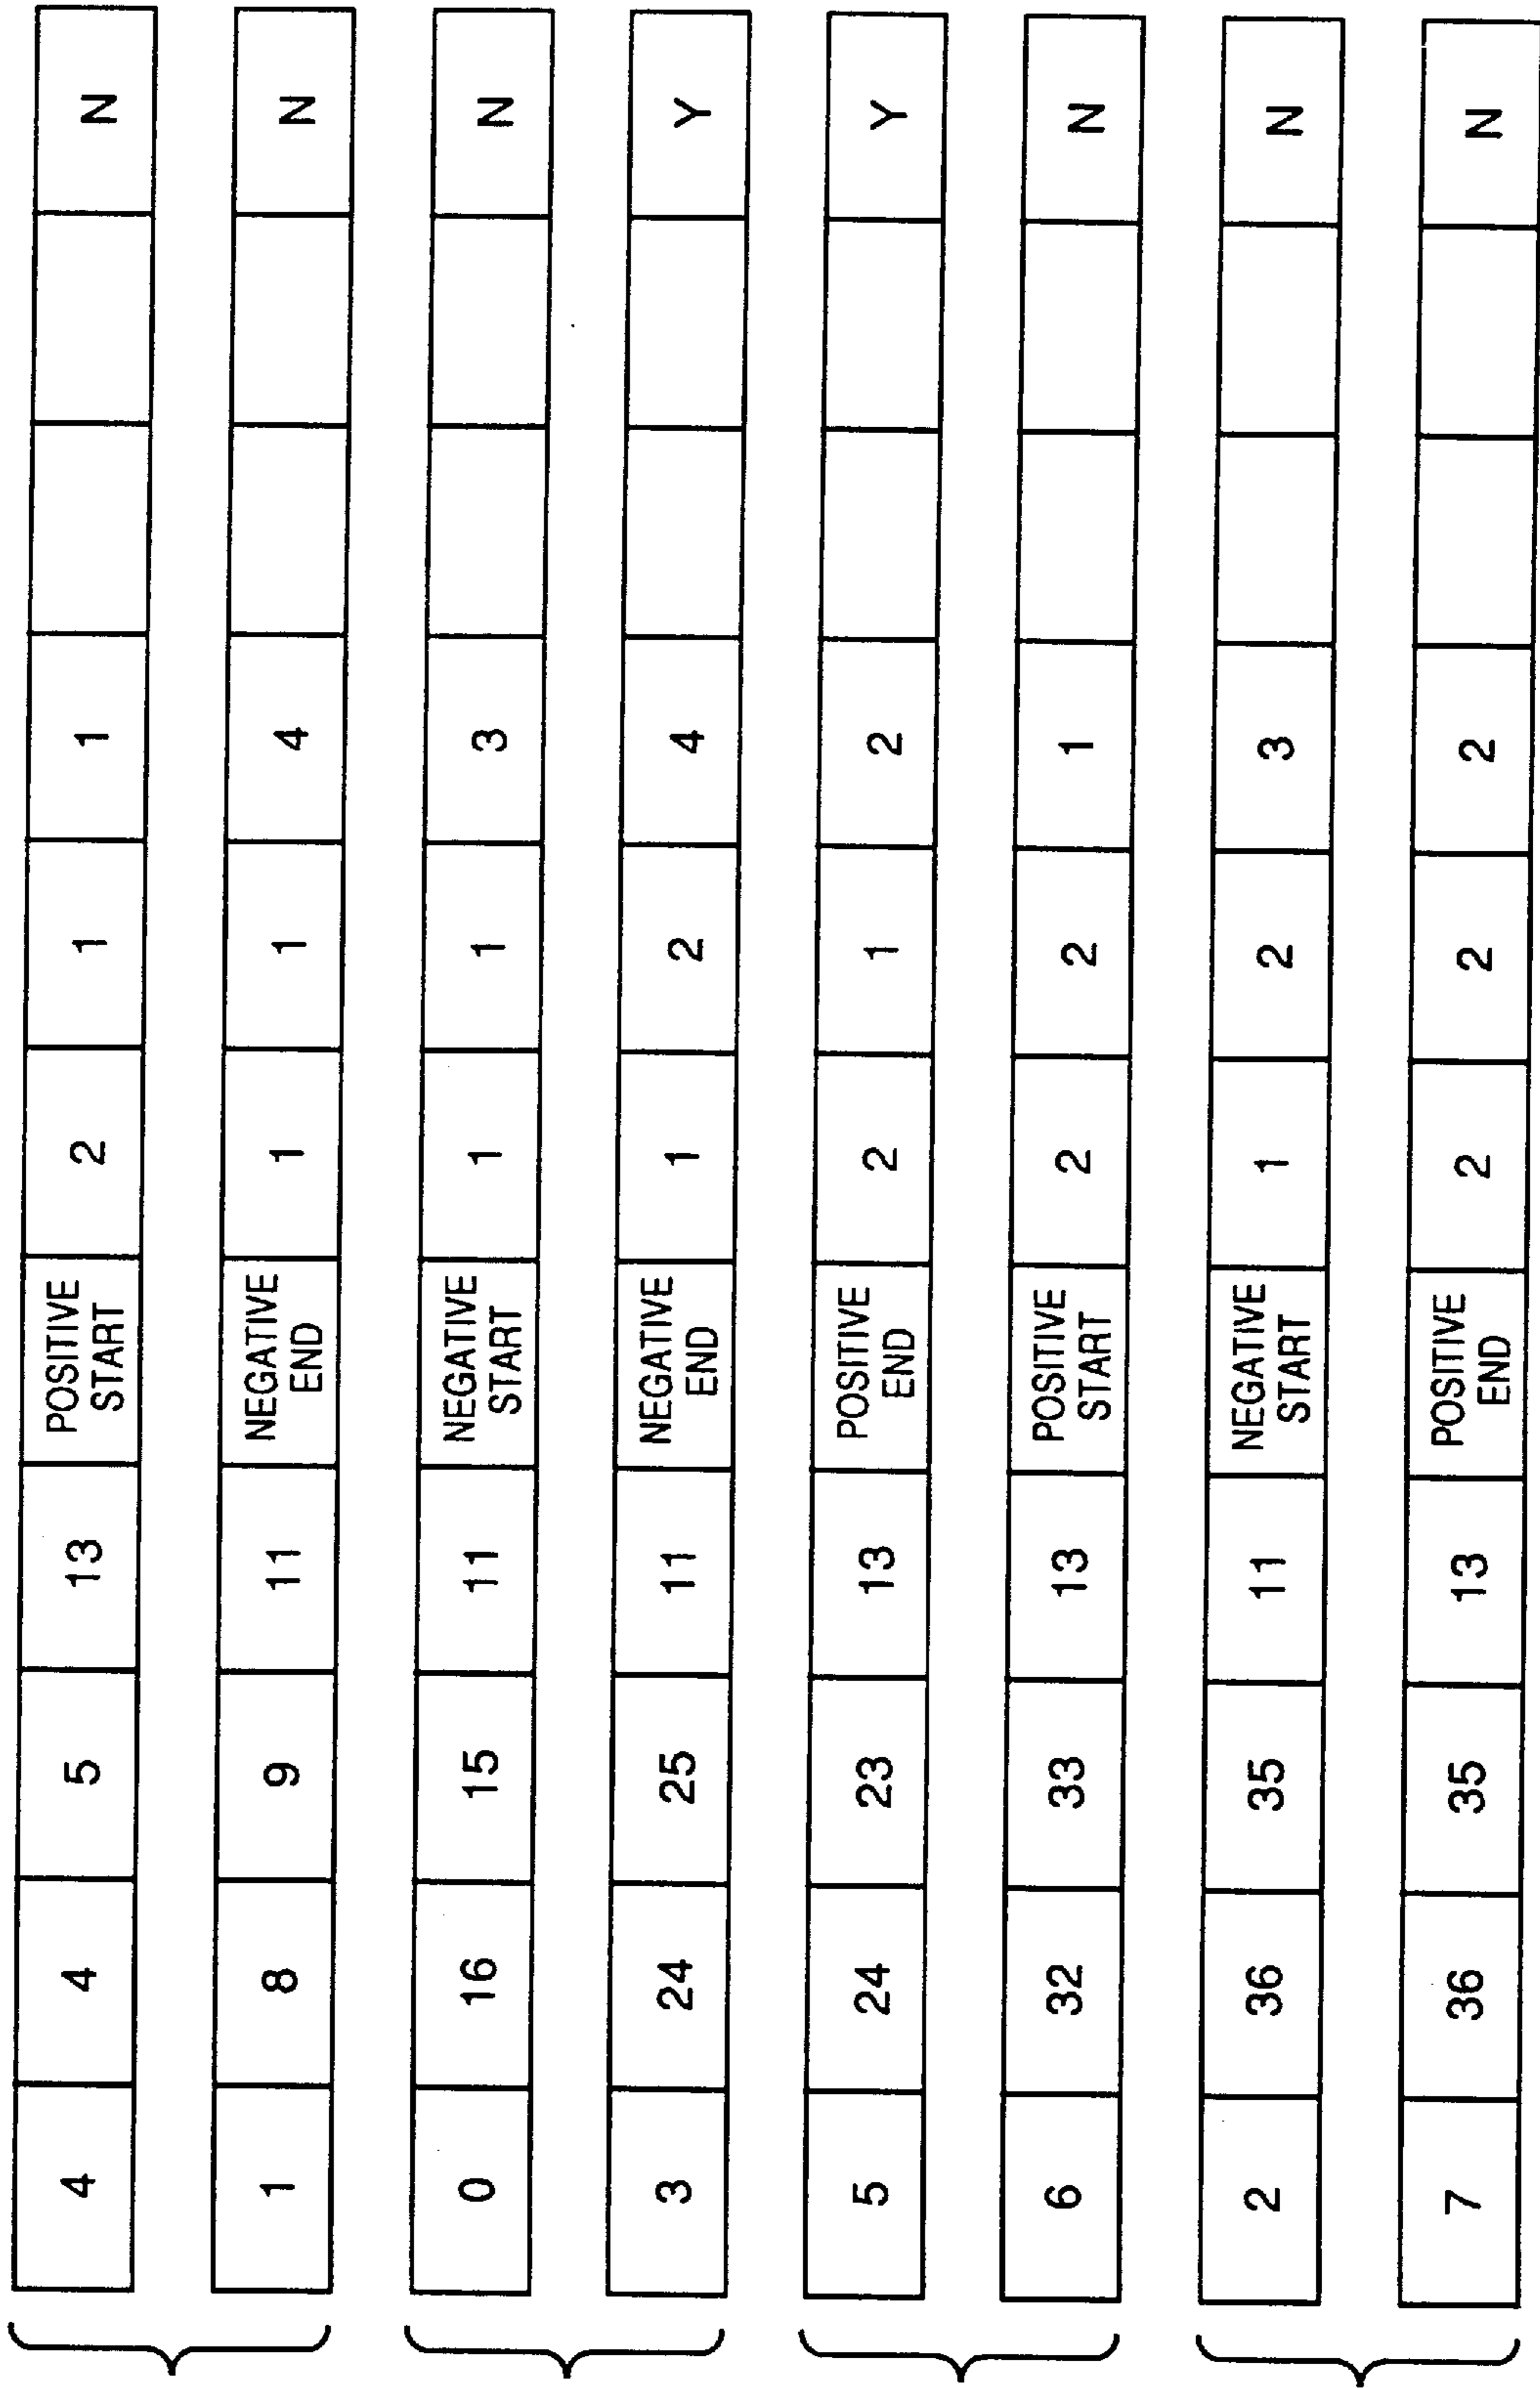 4 4 5 13 POSITIVE START 2 1 1 N
1 8 9 11 NEGATIVE END 1 1 4 N
0 16 15 11 NEGATIVE START 1 1 3 N
3 24 25 11 NEGATIVE END 1 2 4 Y
5 24 23 13 POSITIVE END 2 1 2 Y
6 32 33 13 POSITIVE START 2 2 1 N
2 36 35 11 NEGATIVE START 1 2 3 N
7 36 35 13 POSITIVE END 2 2 2 N